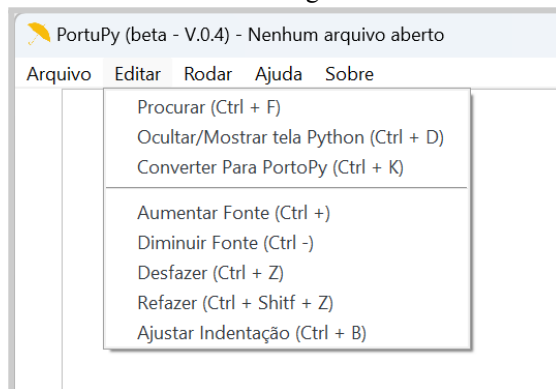 PortuPy (beta - V.0.4) - Nenhum arquivo aberto
Arquivo Editar Rodar Ajuda Sobre
Procurar (Ctrl + F)
Ocultar/Mostrar tela Python (Ctrl + D)
Converter Para PortoPy (Ctrl + K)
Aumentar Fonte (Ctrl +)
Diminuir Fonte (Ctrl -)
Desfazer (Ctrl + Z)
Refazer (Ctrl + Shitf + Z)
Ajustar Indentação (Ctrl + B)